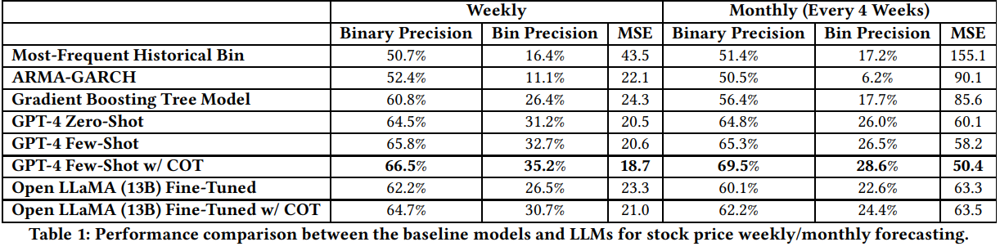 Weekly Monthly (Every 4 Weeks)
Binary Precision Bin Precision MSE Binary Precision Bin Precision MSE
Most-Frequent Historical Bin 50.7% 16.4% 43.5 51.4% 17.2% 155.1
ARMA-GARCH 52.4% 11.1% 22.1 50.5% 6.2% 90.1
Gradient Boosting Tree Model 60.8% 26.4% 24.3 56.4% 17.7% 85.6
GPT-4 Zero-Shot 64.5% 31.2% 20.5 64.8% 26.0% 60.1
GPT-4 Few-Shot 65.8% 32.7% 20.6 65.3% 26.5% 58.2
GPT-4 Few-Shot w/ COT 66.5% 35.2% 18.7 69.5% 28.6% 50.4
Open LLaMA (13B) Fine-Tuned 62.2% 26.5% 23.3 60.1% 22.6% 63.3
Open LLaMA (13B) Fine-Tuned w/ COT 64.7% 30.7% 21.0 62.2% 24.4% 63.5
Table 1: Performance comparison between the baseline models and LLMs for stock price weekly/monthly forecasting.